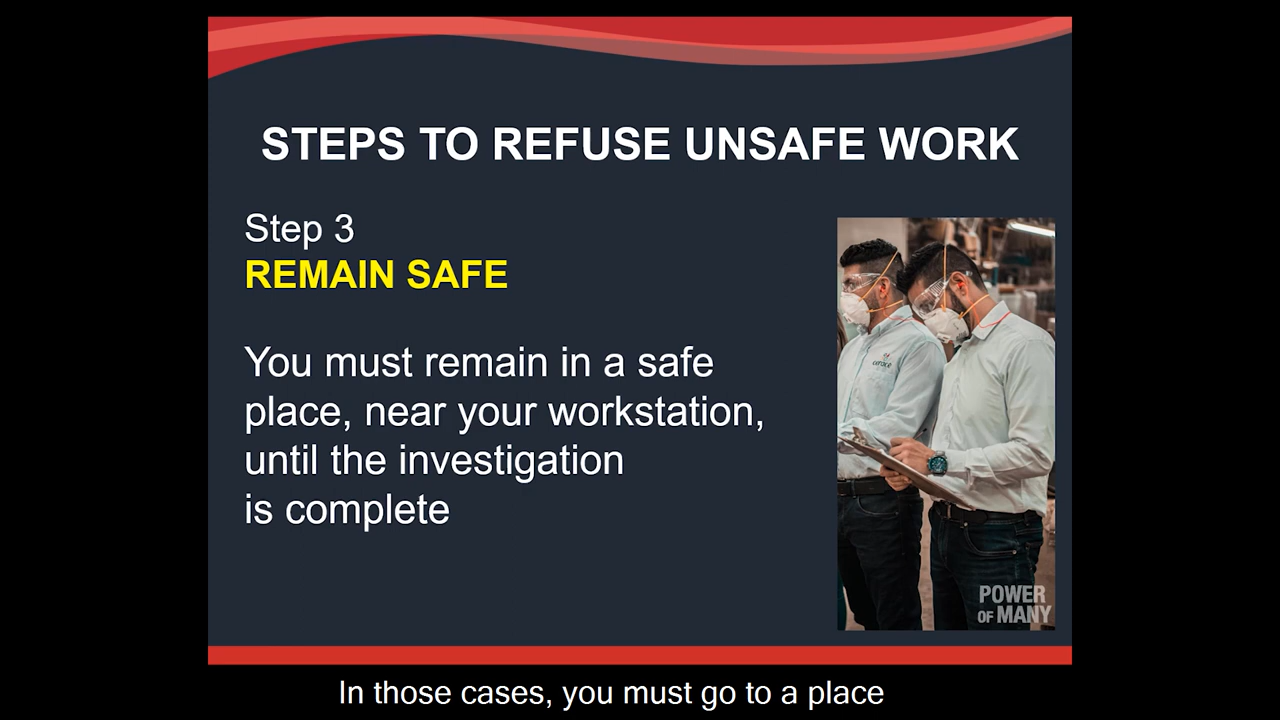 STEPS TO REFUSE UNSAFE WORK
Step 3
REMAIN SAFE
You must remain in a safe
place, near your workstation,
until the investigation
is complete
POWER
OF MANY
In those cases, you must go to a place